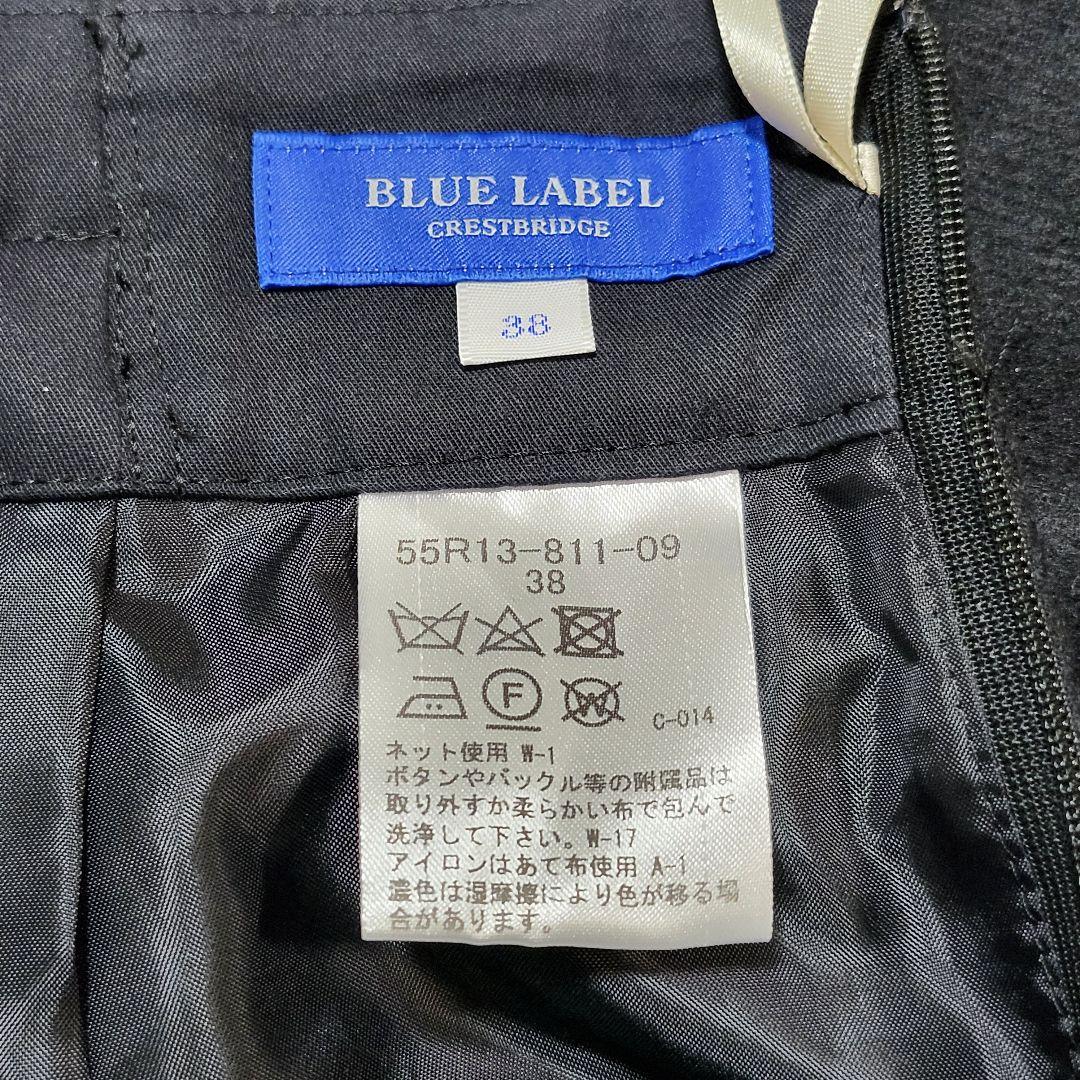 BLUE LABEL
CRESTBRIDGE
38
55R13-811-09
38
F
W
C-014
ネット使用 W-1
ボタンやバックル等の附属品は
取り外すか柔らかい布で包んで
洗浄して下さい。W-17
アイロンはあて布使用 A-1
濃色は湿摩擦により色が移る場
合があります。